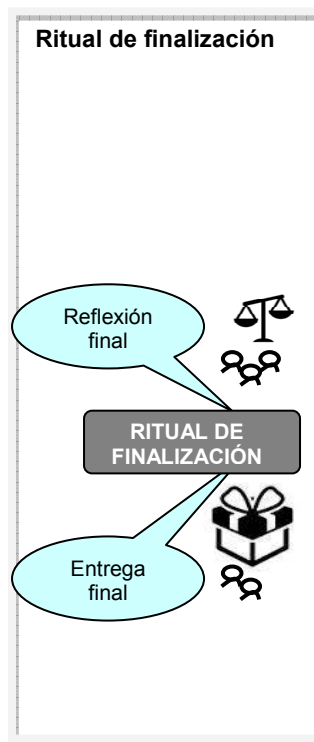 Ritual de finalización
Reflexión
final
RITUAL DE
FINALIZACIÓN
Entrega
final